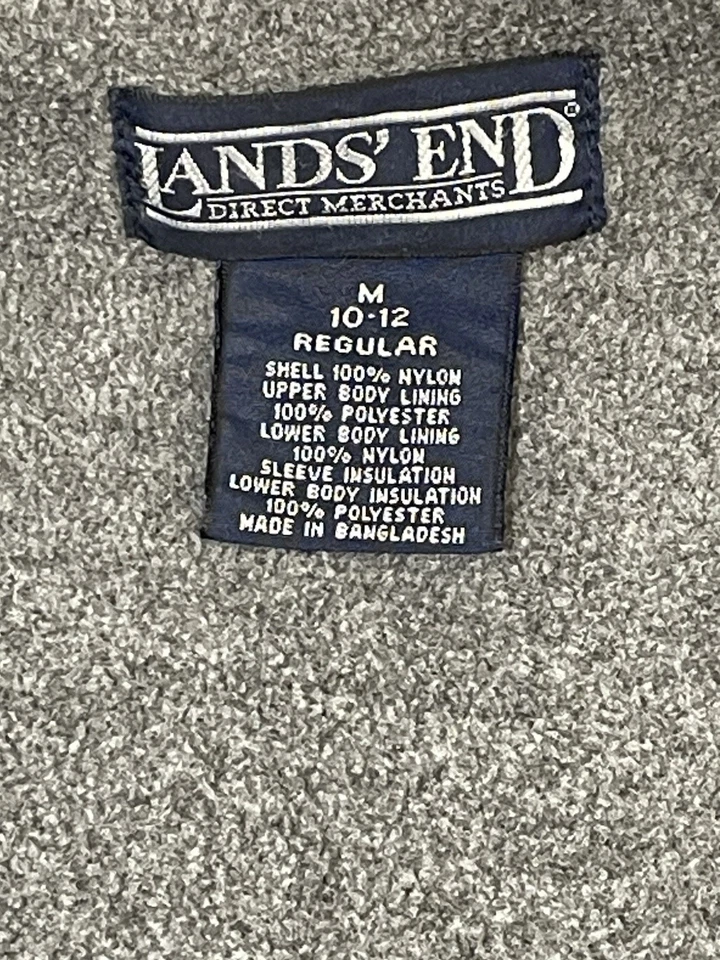 LANDS' END®
DIRECT MERCHANTS
M
10-12
REGULAR
SHELL 100% NYLON
UPPER BODY LINING
100% POLYESTER
LOWER BODY LINING
100% NYLON
SLEEVE INSULATION
LOWER BODY INSULATION
100% POLYESTER
MADE IN BANGLADESH